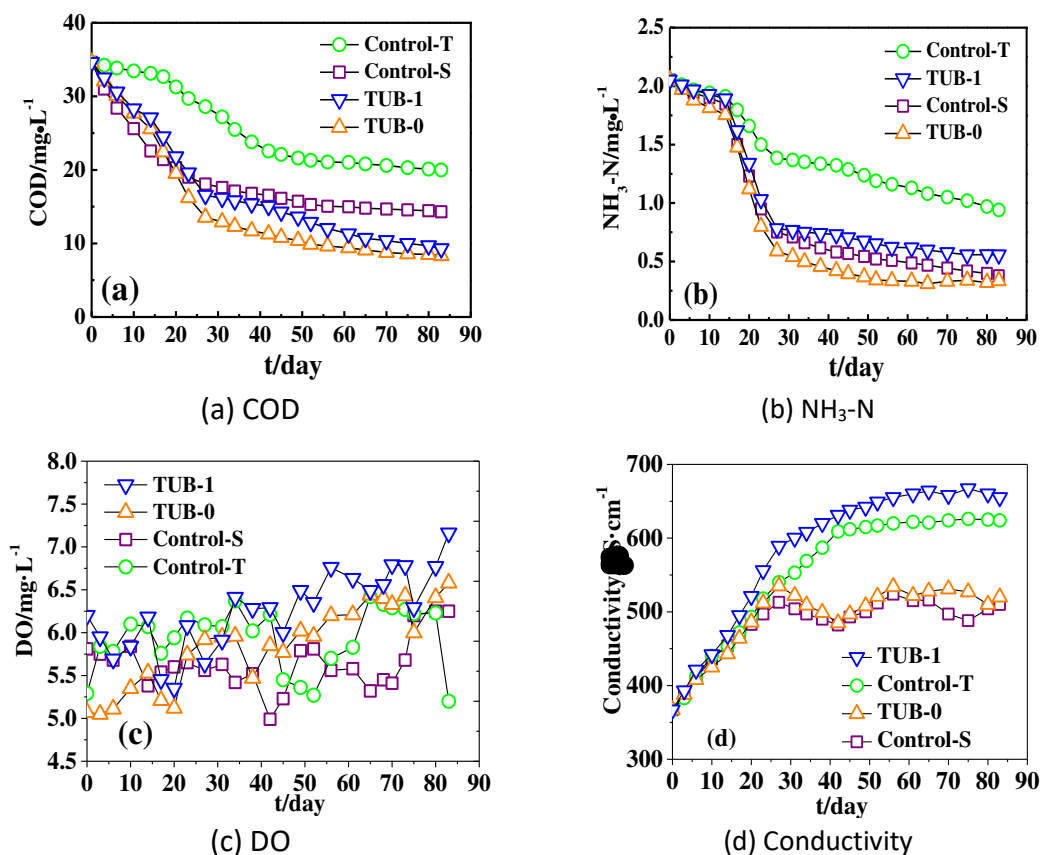 COD/mg•L⁻¹
40
30
20
10
0
Control-T
Control-S
TUB-1
TUB-0
(a)
0 10 20 30 40 50 60 70 80 90
t/day
(a) COD
NH₃-N/mg•L⁻¹
2.5
2.0
1.5
1.0
0.5
0.0
Control-T
TUB-1
Control-S
TUB-0
(b)
0 10 20 30 40 50 60 70 80 90
t/day
(b) NH₃-N
DO/mg·L⁻¹
8.0
7.5
7.0
6.5
6.0
5.5
5.0
4.5
TUB-1
TUB-0
Control-S
Control-T
(c)
0 10 20 30 40 50 60 70 80 90
t/day
(c) DO
Conductivity S·cm⁻¹
700
600
500
400
300
TUB-1
Control-T
TUB-0
Control-S
(d)
0 10 20 30 40 50 60 70 80 90
t/day
(d) Conductivity